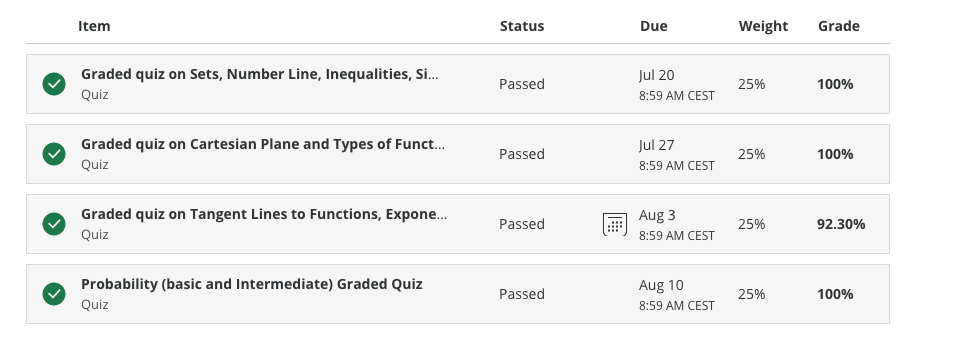 Item Status Due Weight Grade
Graded quiz on Sets, Number Line, Inequalities, Si...
Quiz
Passed
Jul 20
8:59 AM CEST
25%
100%
Graded quiz on Cartesian Plane and Types of Funct...
Quiz
Passed
Jul 27
8:59 AM CEST
25%
100%
Graded quiz on Tangent Lines to Functions, Expone...
Quiz
Passed
Aug 3
8:59 AM CEST
25%
92.30%
Probability (basic and Intermediate) Graded Quiz
Quiz
Passed
Aug 10
8:59 AM CEST
25%
100%